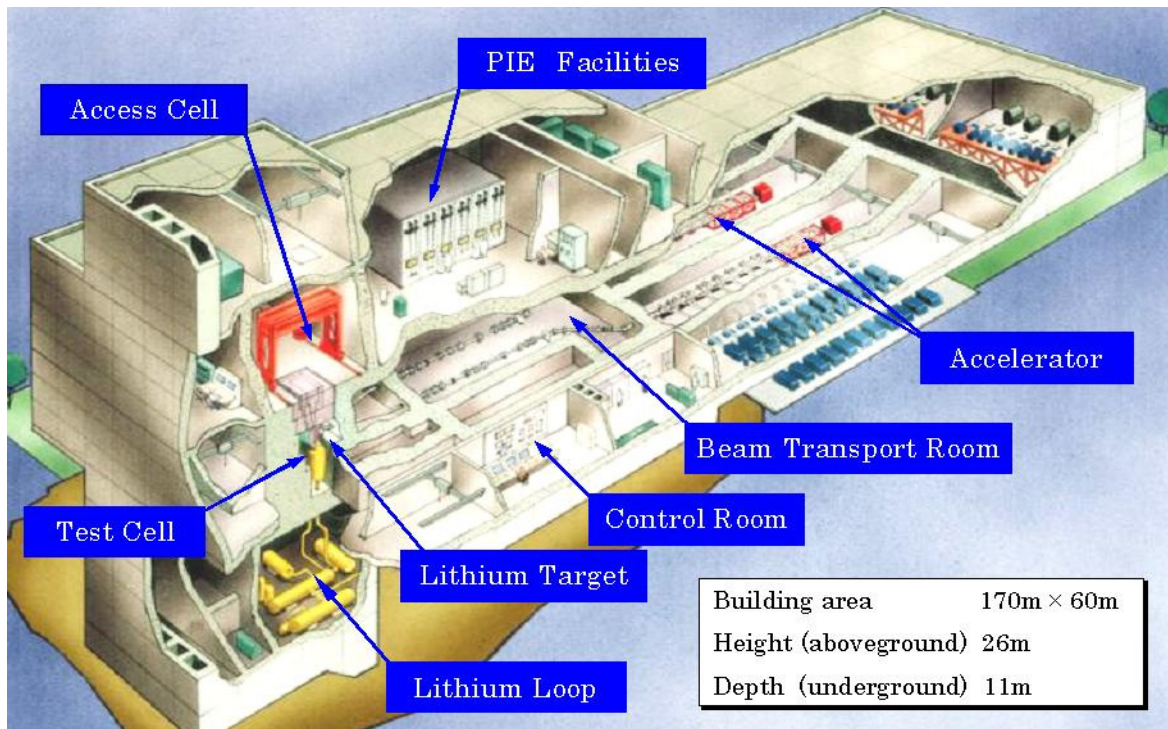 PIE Facilities
Access Cell
Accelerator
Beam Transport Room
Control Room
Test Cell
Lithium Target
Lithium Loop
Building area 170m × 60m
Height (aboveground) 26m
Depth (underground) 11m